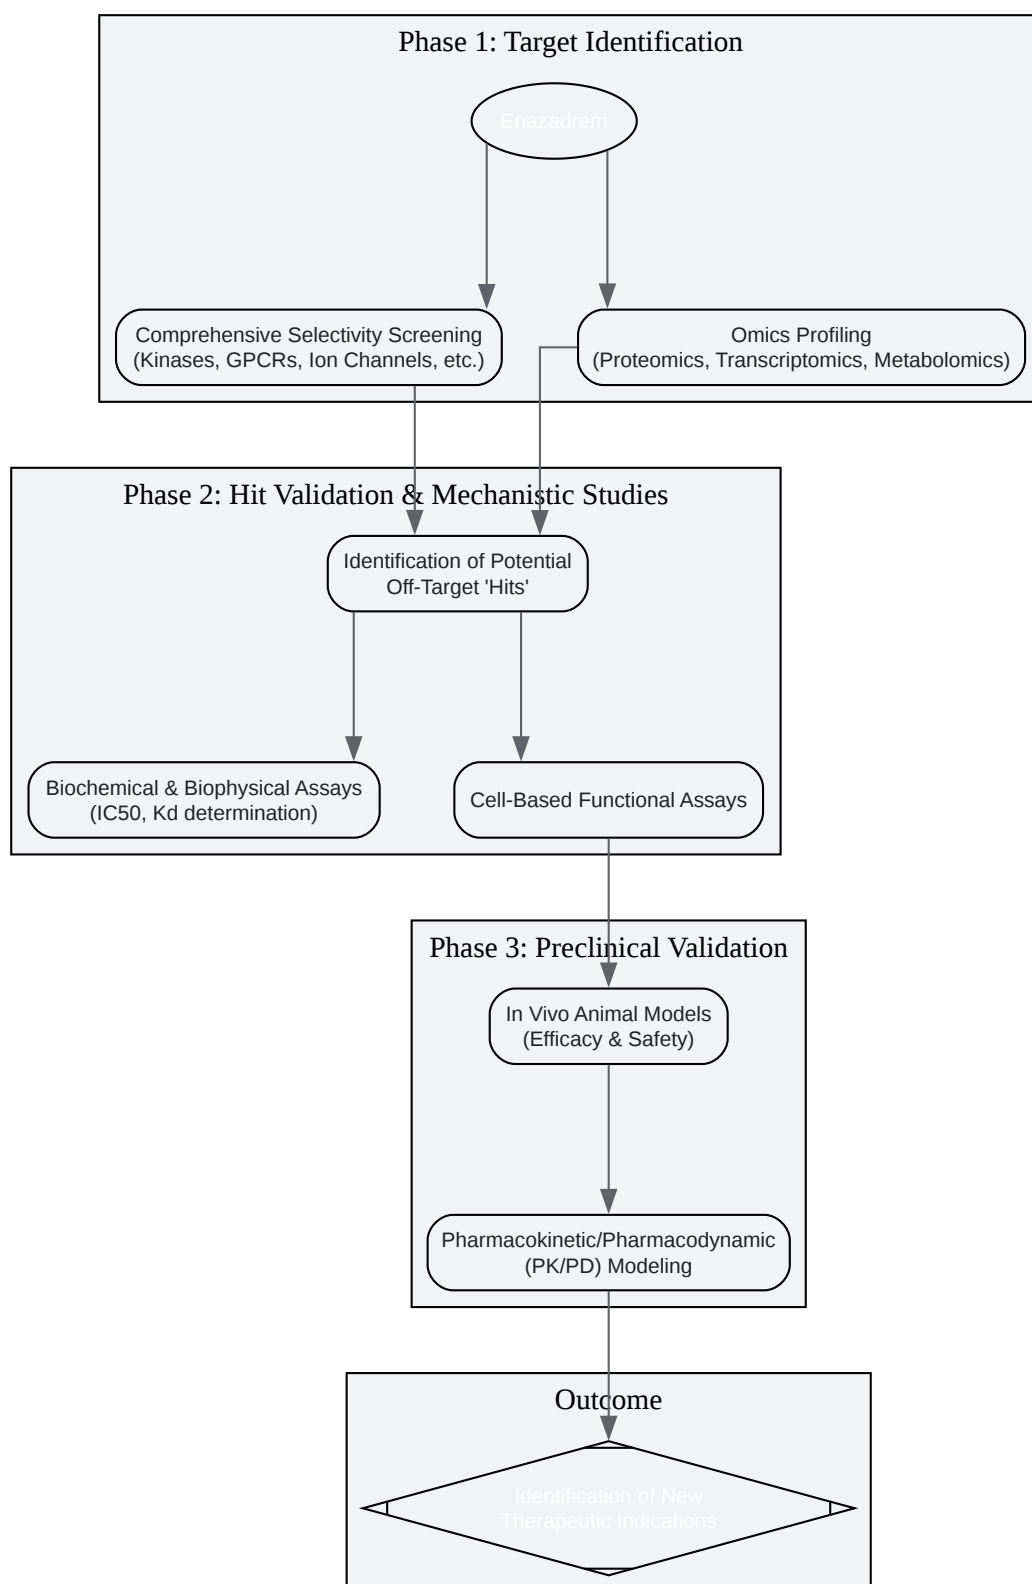 Phase 1: Target Identification
Enazadrem
Comprehensive Selectivity Screening
(Kinases, GPCRs, Ion Channels, etc.)
Omics Profiling
(Proteomics, Transcriptomics, Metabolomics)
Phase 2: Hit Validation & Mechanistic Studies
Identification of Potential
Off-Target 'Hits'
Biochemical & Biophysical Assays
(IC50, Kd determination)
Cell-Based Functional Assays
Phase 3: Preclinical Validation
In Vivo Animal Models
(Efficacy & Safety)
Pharmacokinetic/Pharmacodynamic
(PK/PD) Modeling
Outcome
Identification of New
Therapeutic Indications